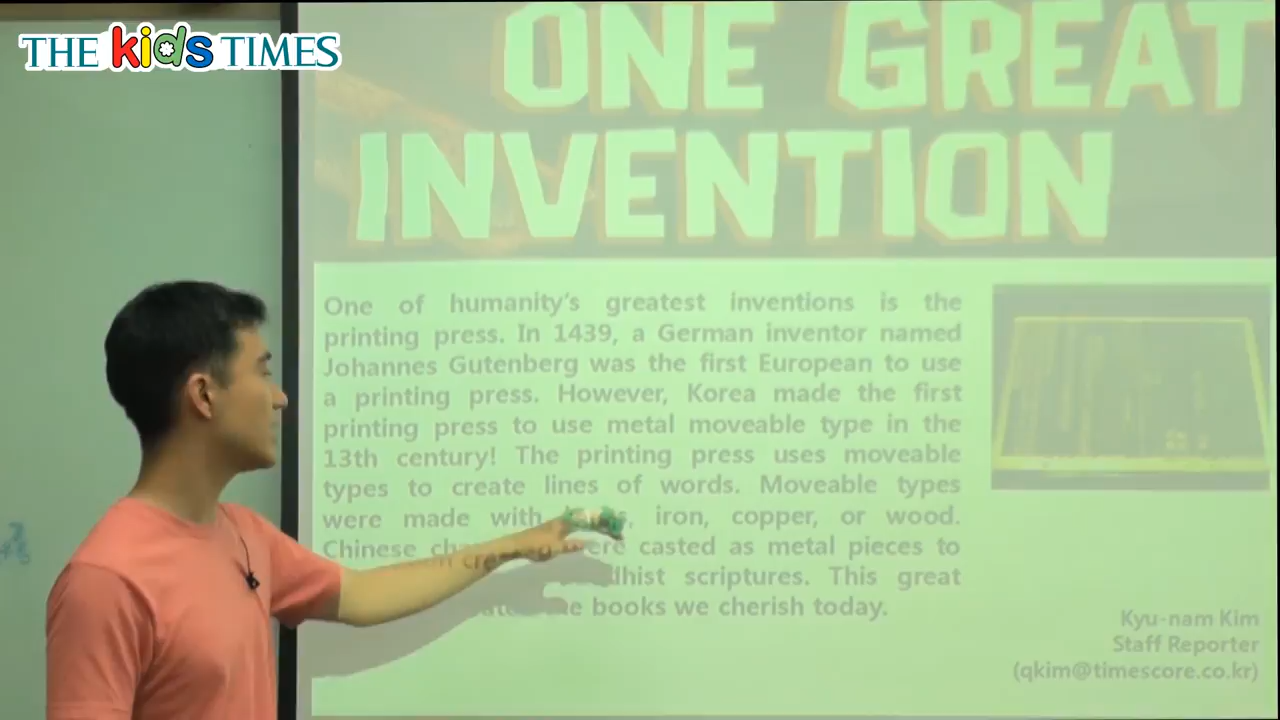 THE kids TIMES
ONE GREAT
INVENTION
One of humanity's greatest inventions is the
printing press. In 1439, a German inventor named
Johannes Gutenberg was the first European to use
a printing press. However, Korea made the first
printing press to use metal moveable type in the
13th century! The printing press uses moveable
types to create lines of words. Moveable types
were made with iron, copper, or wood.
Chinese were casted as metal pieces to
scriptures. This great
books we cherish today.
Kyu-nam Kim
Staff Reporter
(qkim@timescore.co.kr)